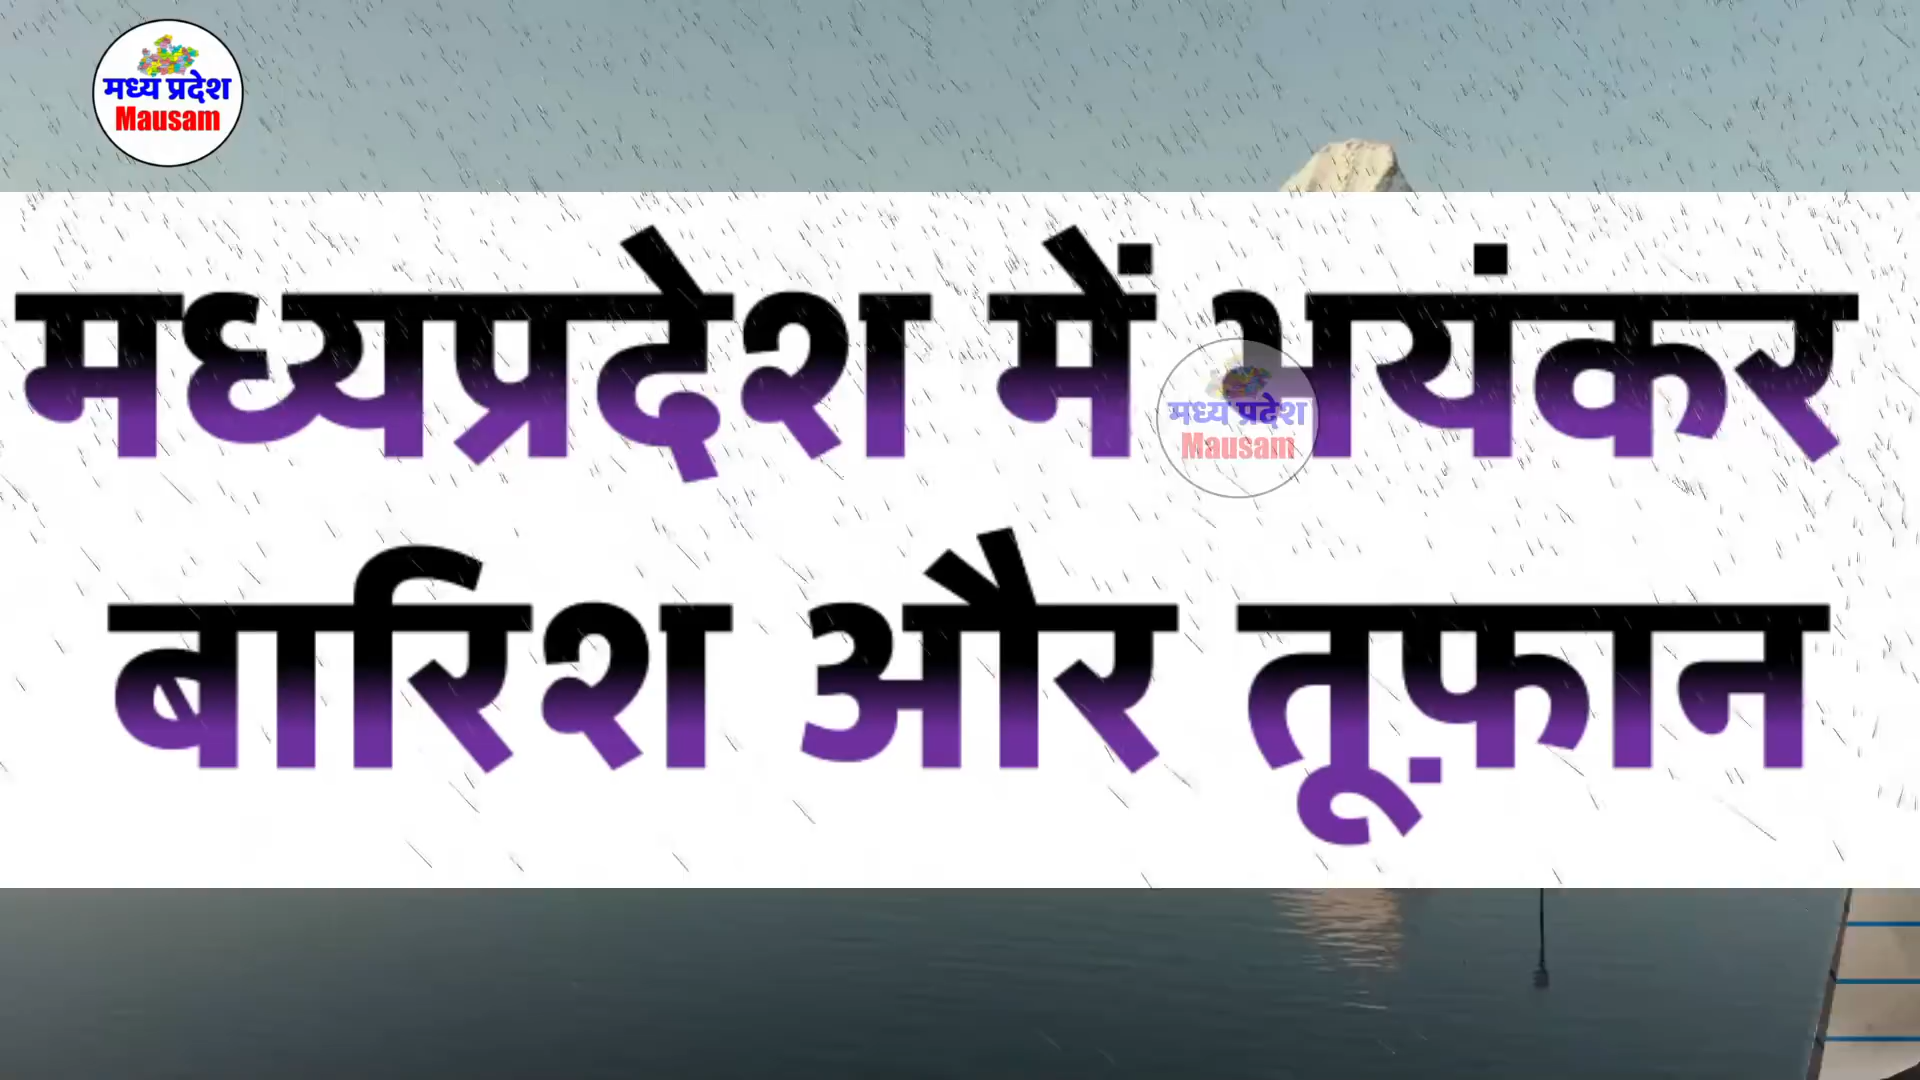 मध्य प्रदेश
Mausam
मध्यप्रदेश में भयंकर
मध्य प्रदेश
Mausam
बारिश और तूफ़ान